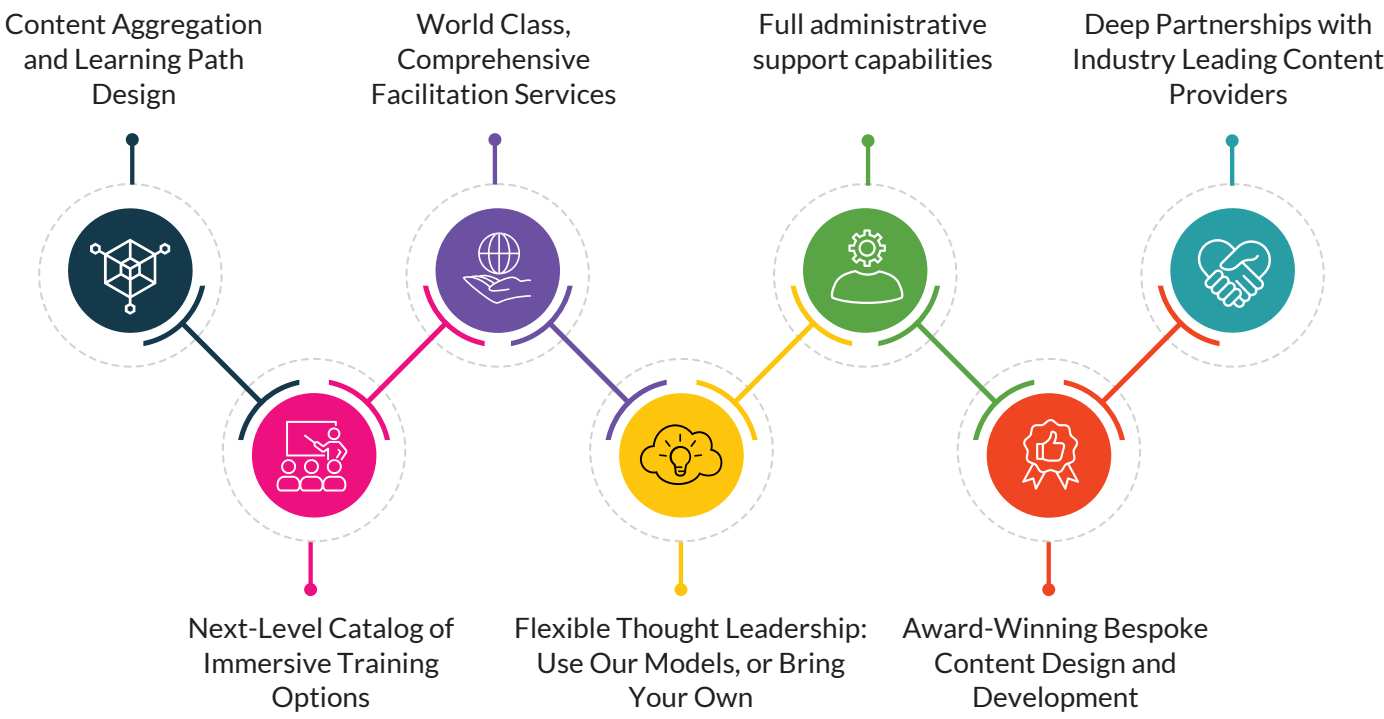 Content Aggregation
and Learning Path
Design
World Class,
Comprehensive
Facilitation Services
Full administrative
support capabilities
Deep Partnerships with
Industry Leading Content
Providers
Next-Level Catalog of
Immersive Training
Options
Flexible Thought Leadership:
Use Our Models, or Bring
Your Own
Award-Winning Bespoke
Content Design and
Development